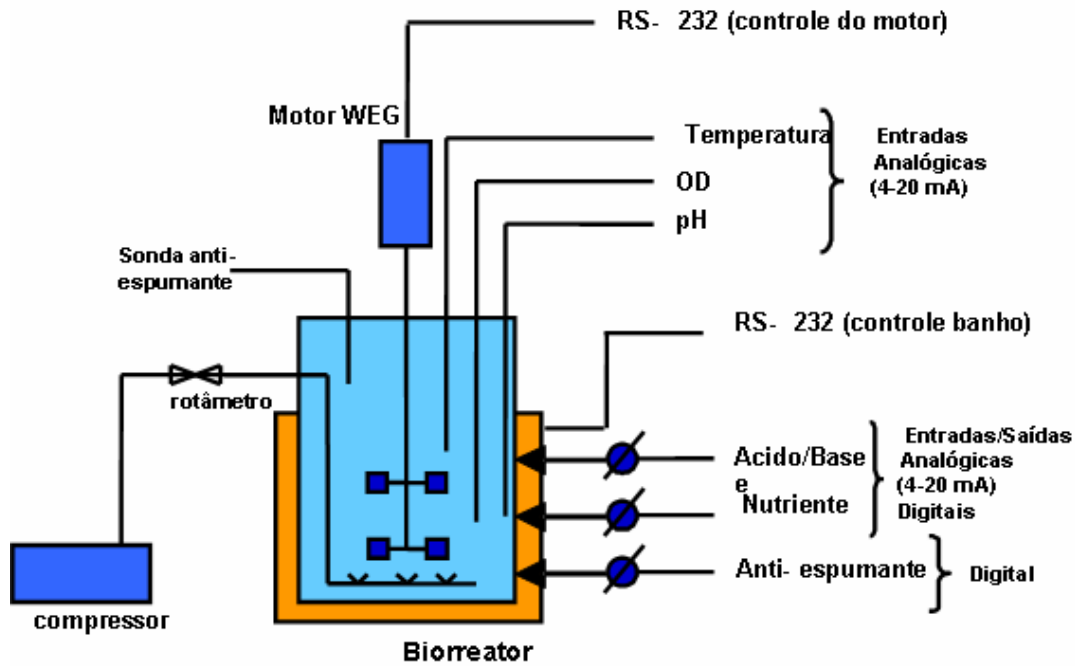 RS- 232 (controle do motor)
Motor WEG
Temperatura
OD
pH
Entradas
Analógicas
(4-20 mA)
Sonda anti-
espumante
RS- 232 (controle banho)
rotâmetro
Acido/Base
e
Nutriente
Entradas/Saídas
Analógicas
(4-20 mA)
Digitais
Anti- espumante
Digital
compressor
Biorreator